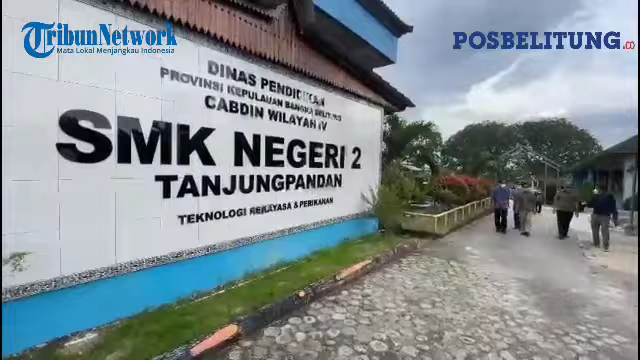 TribunNetwork
Mata Lokal Menjangkau Indonesia
POSBELITUNG.CO
DINAS PENDIDIKAN
PROVINSI KEPULAUAN BANGKA BELITUNG
CABDIN WILAYAH IV
SMK NEGERI 2
TANJUNGPANDAN
TEKNOLOGI REKAYASA & PERIKANAN